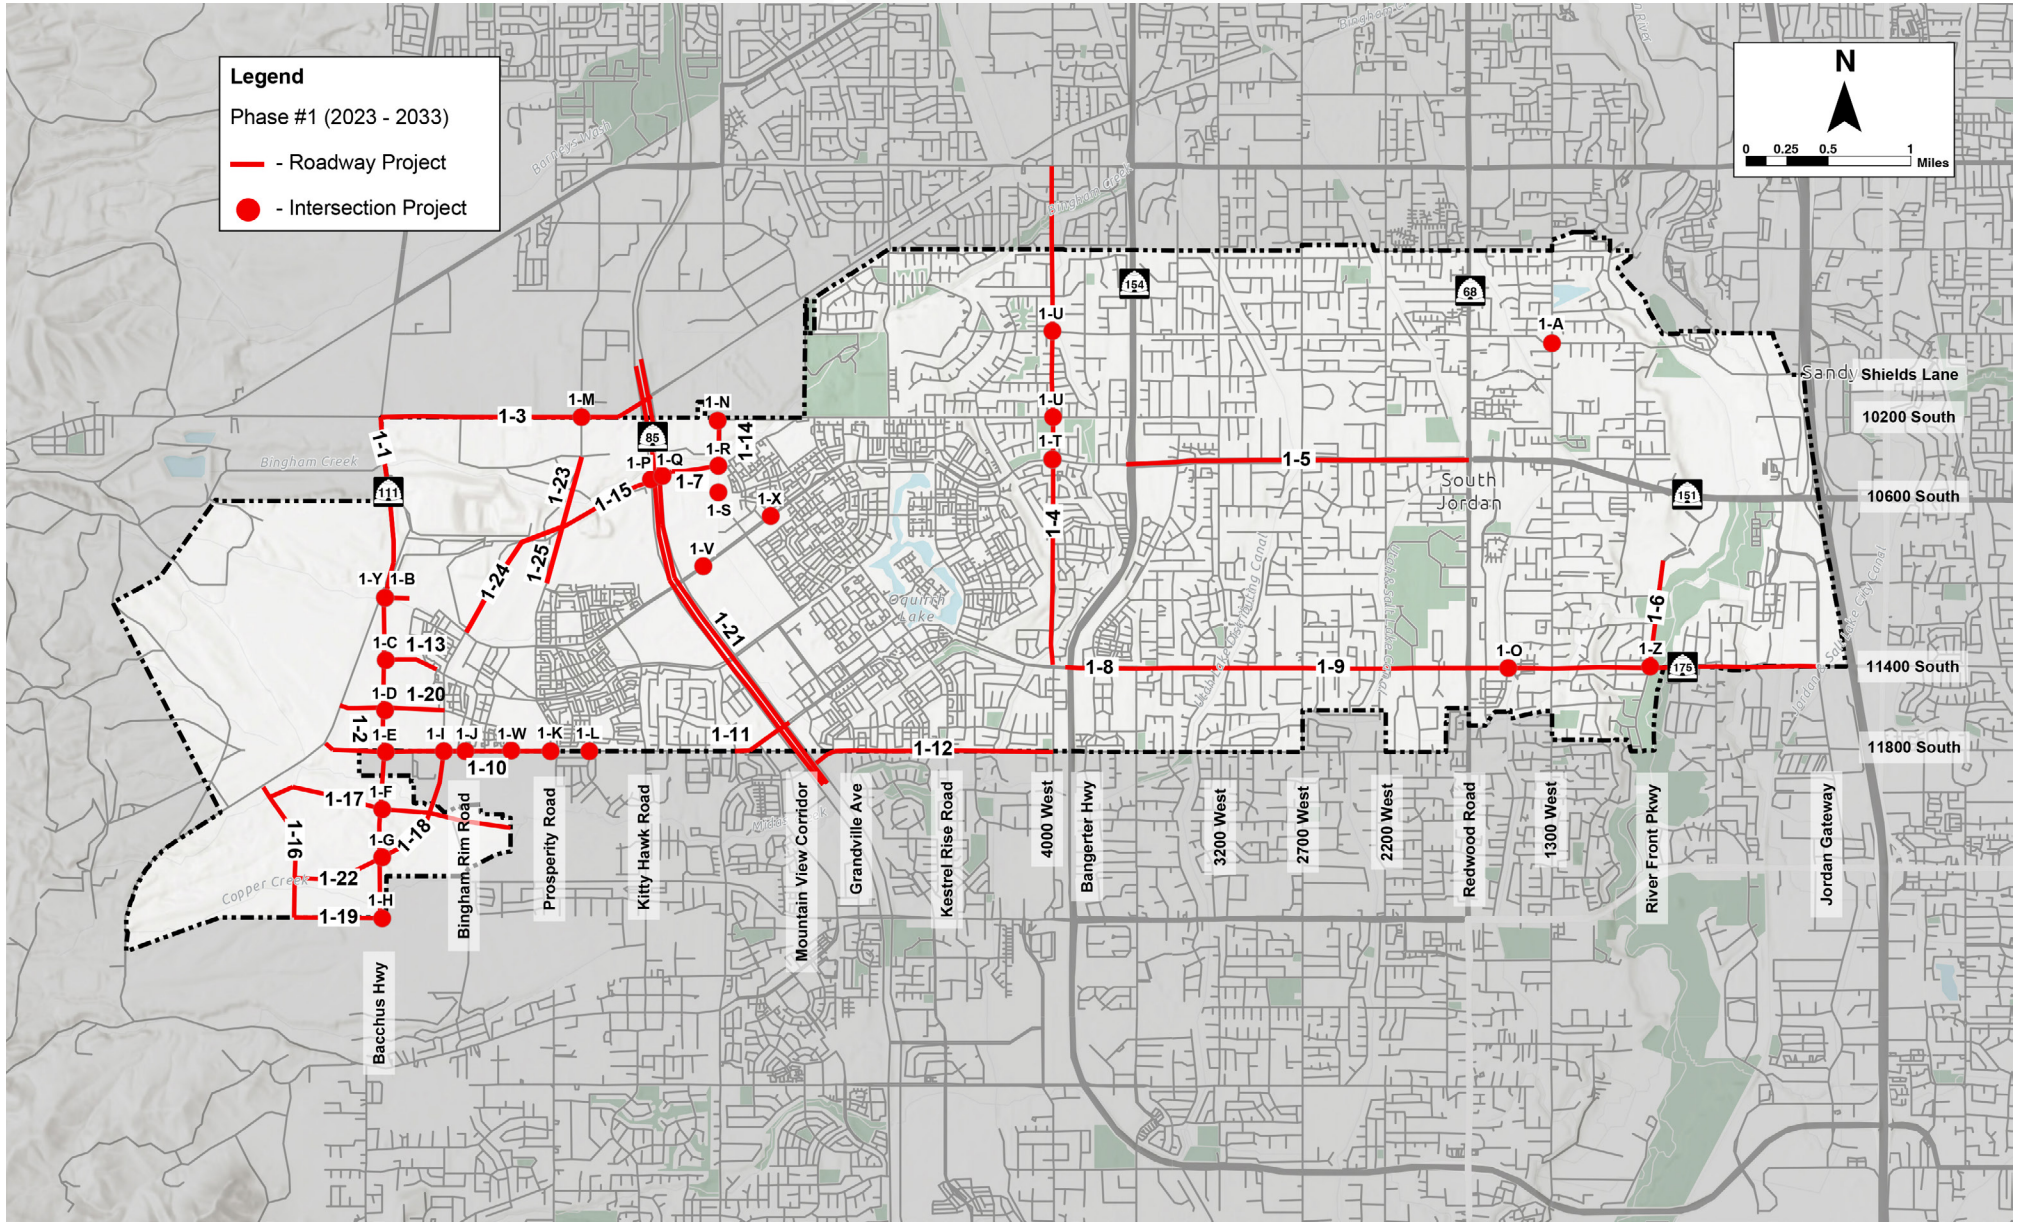 Legend
Phase #1 (2023 - 2033)
- Roadway Project
- Intersection Project
N
0 0.25 0.5 1
Miles
Barneys Wash
Bingham Creek
154
68
1-U
1-A
Sandy
Shields Lane
1-M
1-N
1-U
1-3
10200 South
1-1
85
1-14
1-R
1-T
Bingham Creek
1-P
1-Q
1-5
1-7
South
Jordan
111
1-23
1-15
1-S
1-X
151
10600 South
1-4
1-V
1-25
1-24
Utah Lake Distributing Canal
1-Y
1-B
Oquirrh
Lake
1-6
1-21
1-C
1-13
1-O
1-Z
1-8
1-9
175
11400 South
1-D
1-20
1-2
1-E
1-I
1-J
1-W
1-K
1-L
1-11
1-12
11800 South
1-10
1-F
1-17
1-18
1-16
1-G
1-22
Copper Creek
1-H
1-19
Bacchus Hwy
Bingham Rim Road
Prosperity Road
Kitty Hawk Road
Mountain View Corridor
Grandville Ave
Kestrel Rise Road
4000 West
Bangerter Hwy
3200 West
2700 West
2200 West
Redwood Road
1300 West
River Front Pkwy
Jordan Gateway